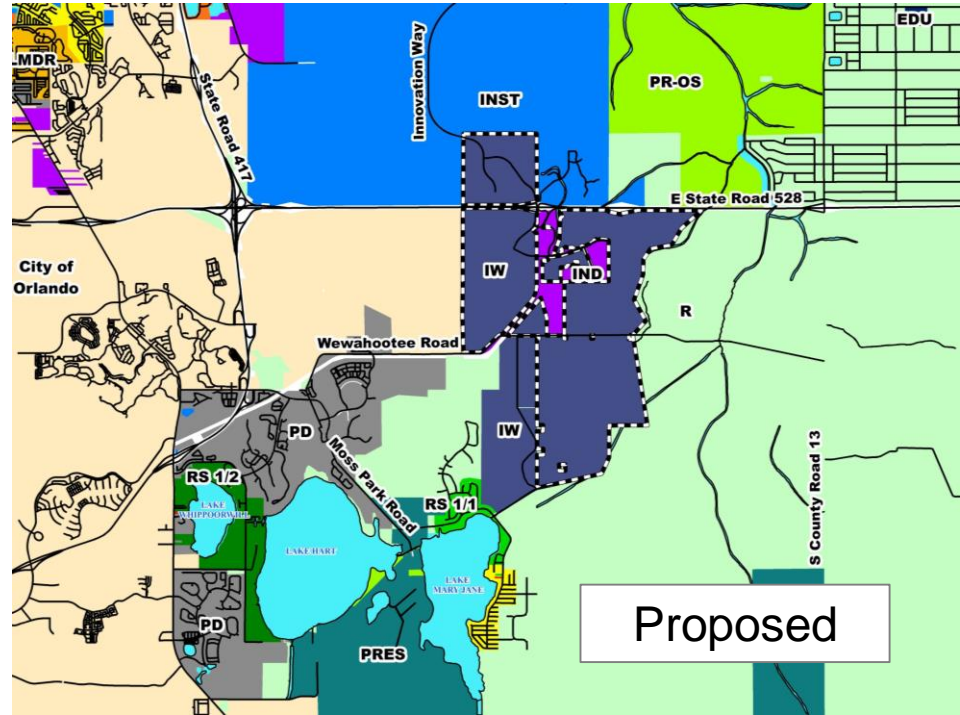 EDU
LMDR
PR-OS
INST
Innovation Way
State Road 417
E State Road 528
City of
Orlando
IW
IND
R
Wewahootee Road
PD
IW
Moss Park Road
RS 1/2
RS 1/1
LAKE
WHIPPOORWILL
S County Road 13
LAKE HART
LAKE
MARY JANE
PD
PRES
Proposed